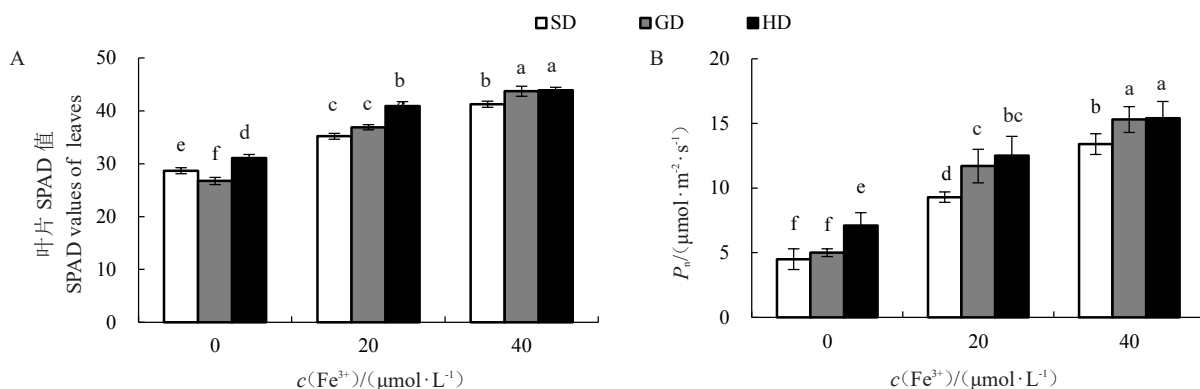 SD GD HD
A
叶片 SPAD 值
SPAD values of leaves
50
40
30
20
10
0
e f d
c c b
b a a
0 20 40
c(Fe³⁺)/(μmol·L⁻¹)
B
Pₙ/(μmol·m⁻²·s⁻¹)
20
15
10
5
0
f f e
d c bc
b a a
0 20 40
c(Fe³⁺)/(μmol·L⁻¹)